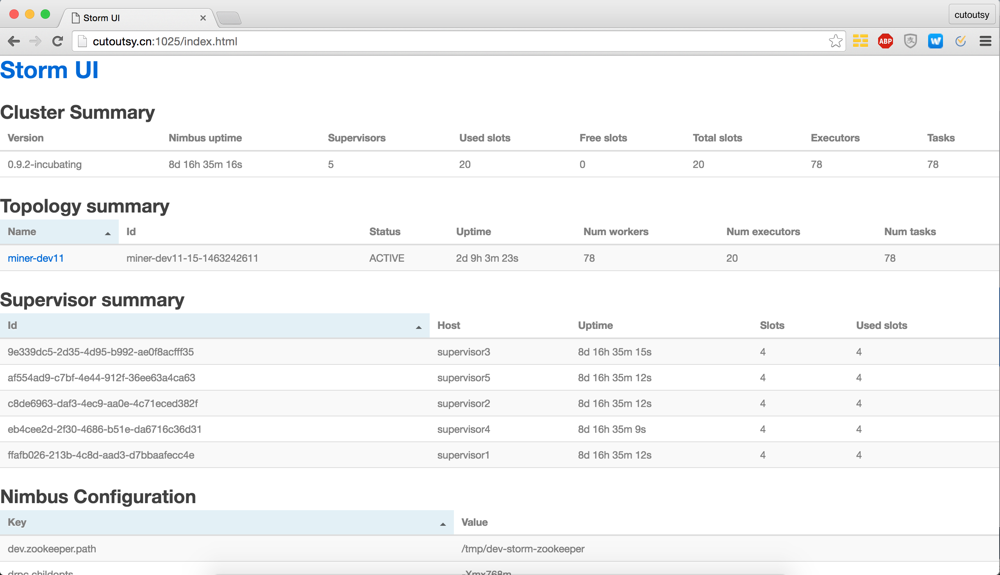 Storm UI
cutoutsy
cutoutsy.cn:1025/index.html
ABP
支
W
Storm UI
Cluster Summary
Version Nimbus uptime Supervisors Used slots Free slots Total slots Executors Tasks
0.9.2-incubating 8d 16h 35m 16s 5 20 0 20 78 78
Topology summary
Name Id Status Uptime Num workers Num executors Num tasks
miner-dev11 miner-dev11-15-1463242611 ACTIVE 2d 9h 3m 23s 78 20 78
Supervisor summary
Id Host Uptime Slots Used slots
9e339dc5-2d35-4d95-b992-ae0f8acfff35 supervisor3 8d 16h 35m 15s 4 4
af554ad9-c7bf-4e44-912f-36ee63a4ca63 supervisor5 8d 16h 35m 12s 4 4
c8de6963-daf3-4ec9-aa0e-4c71eced382f supervisor2 8d 16h 35m 12s 4 4
eb4cee2d-2f30-4686-b51e-da6716c36d31 supervisor4 8d 16h 35m 9s 4 4
ffafb026-213b-4c8d-aad3-d7bbaafecc4e supervisor1 8d 16h 35m 12s 4 4
Nimbus Configuration
Key Value
dev.zookeeper.path /tmp/dev-storm-zookeeper
drpc.childopts -Xmx768m